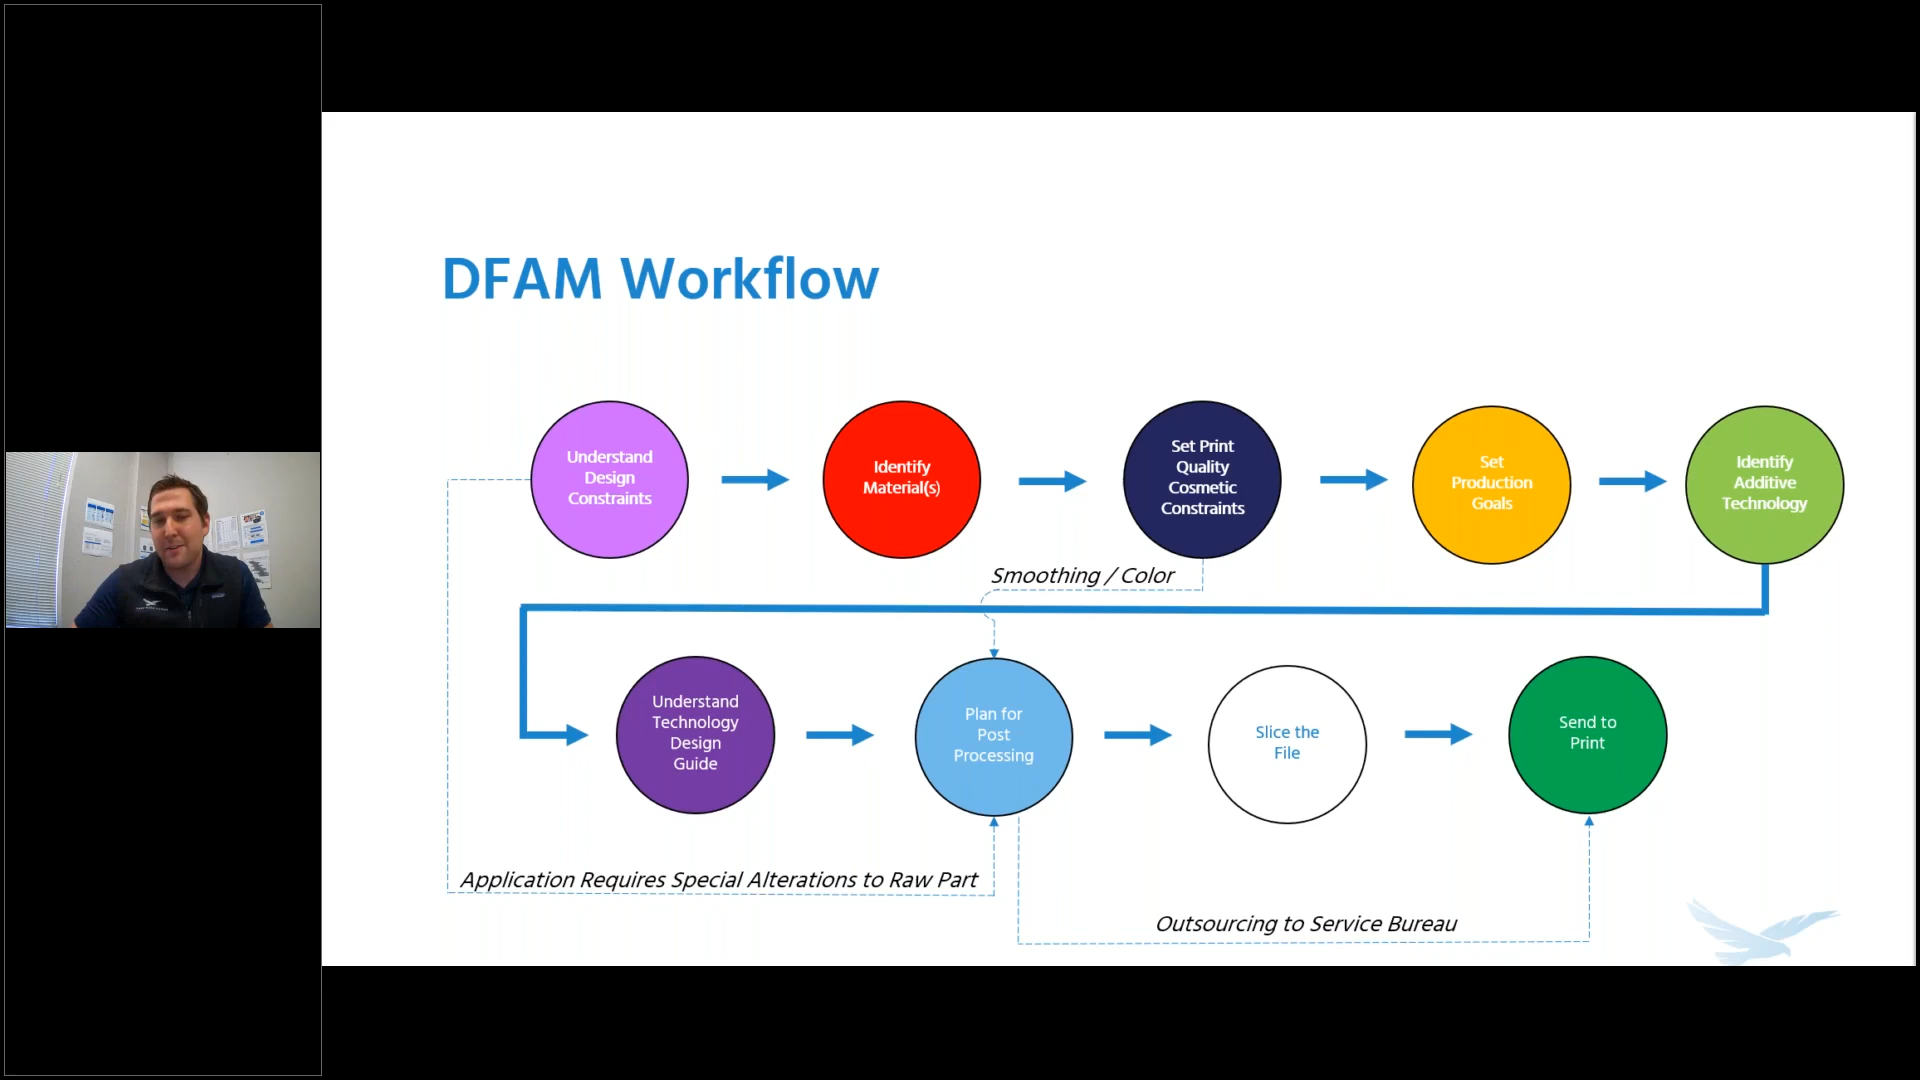 DFAM Workflow
Understand
Design
Constraints
Identify
Material(s)
Set Print
Quality
Cosmetic
Constraints
Set
Production
Goals
Identify
Additive
Technology
Smoothing / Color
Understand
Technology
Design
Guide
Plan for
Post
Processing
Slice the
File
Send to
Print
Application Requires Special Alterations to Raw Part
Outsourcing to Service Bureau